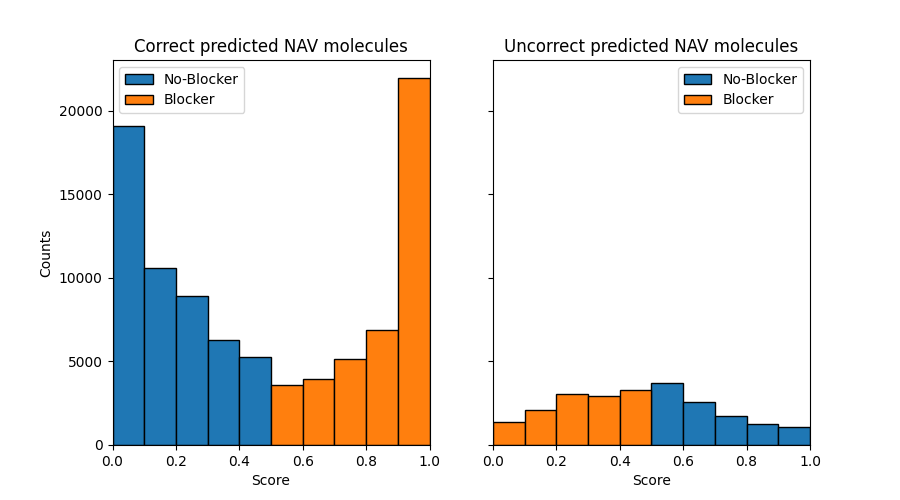 Correct predicted NAV molecules
Uncorrect predicted NAV molecules
No-Blocker
Blocker
No-Blocker
Blocker
20000
15000
10000
5000
0
Counts
0.0 0.2 0.4 0.6 0.8 1.0
Score
0.0 0.2 0.4 0.6 0.8 1.0
Score